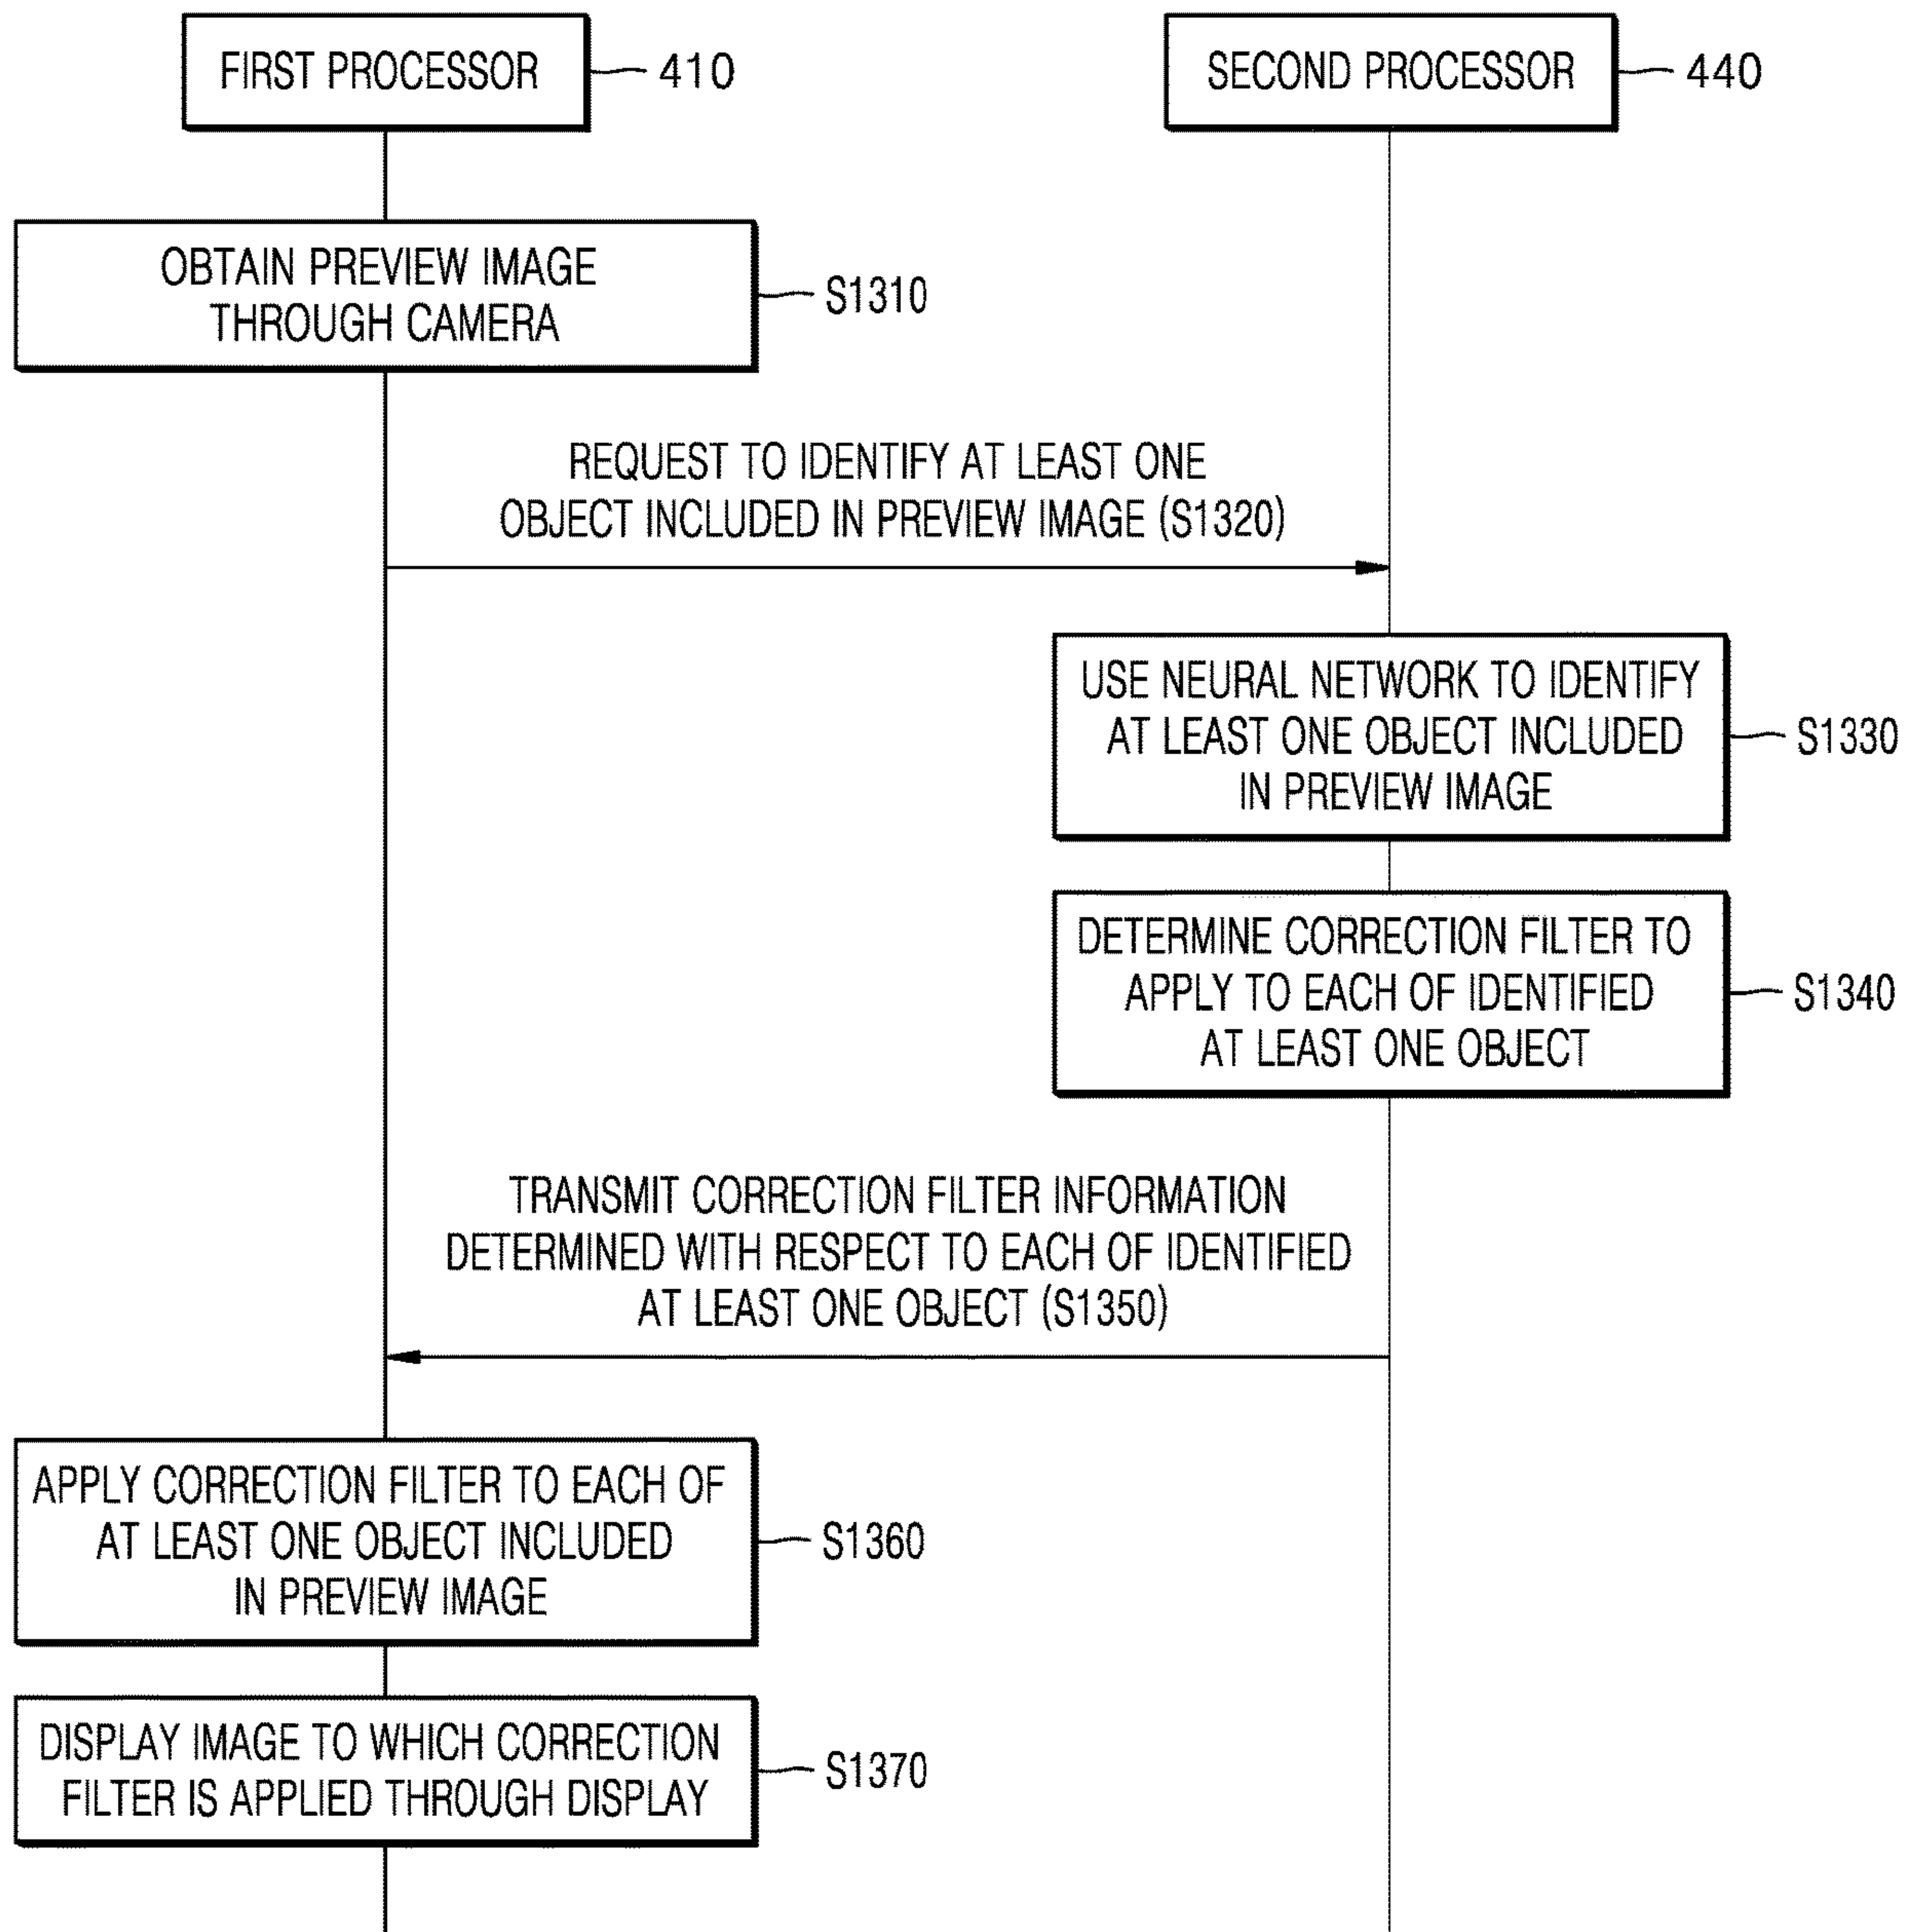 FIRST PROCESSOR
410
SECOND PROCESSOR
440
OBTAIN PREVIEW IMAGE
THROUGH CAMERA
S1310
REQUEST TO IDENTIFY AT LEAST ONE
OBJECT INCLUDED IN PREVIEW IMAGE (S1320)
USE NEURAL NETWORK TO IDENTIFY
AT LEAST ONE OBJECT INCLUDED
IN PREVIEW IMAGE
S1330
DETERMINE CORRECTION FILTER TO
APPLY TO EACH OF IDENTIFIED
AT LEAST ONE OBJECT
S1340
TRANSMIT CORRECTION FILTER INFORMATION
DETERMINED WITH RESPECT TO EACH OF IDENTIFIED
AT LEAST ONE OBJECT (S1350)
APPLY CORRECTION FILTER TO EACH OF
AT LEAST ONE OBJECT INCLUDED
IN PREVIEW IMAGE
S1360
DISPLAY IMAGE TO WHICH CORRECTION
FILTER IS APPLIED THROUGH DISPLAY
S1370